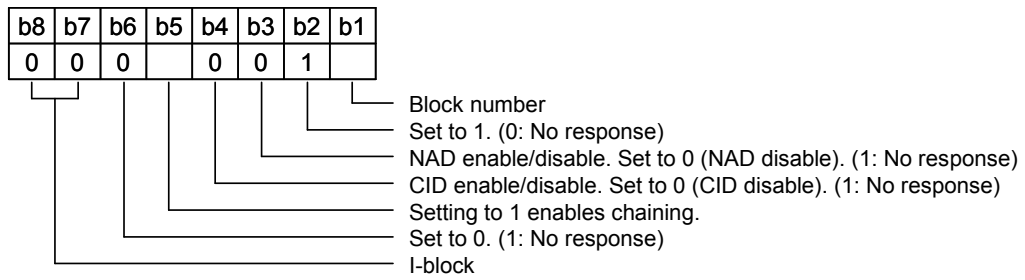 b8 b7 b6 b5 b4 b3 b2 b1
0 0 0 0 0 1
Block number
Set to 1. (0: No response)
NAD enable/disable. Set to 0 (NAD disable). (1: No response)
CID enable/disable. Set to 0 (CID disable). (1: No response)
Setting to 1 enables chaining.
Set to 0. (1: No response)
I-block